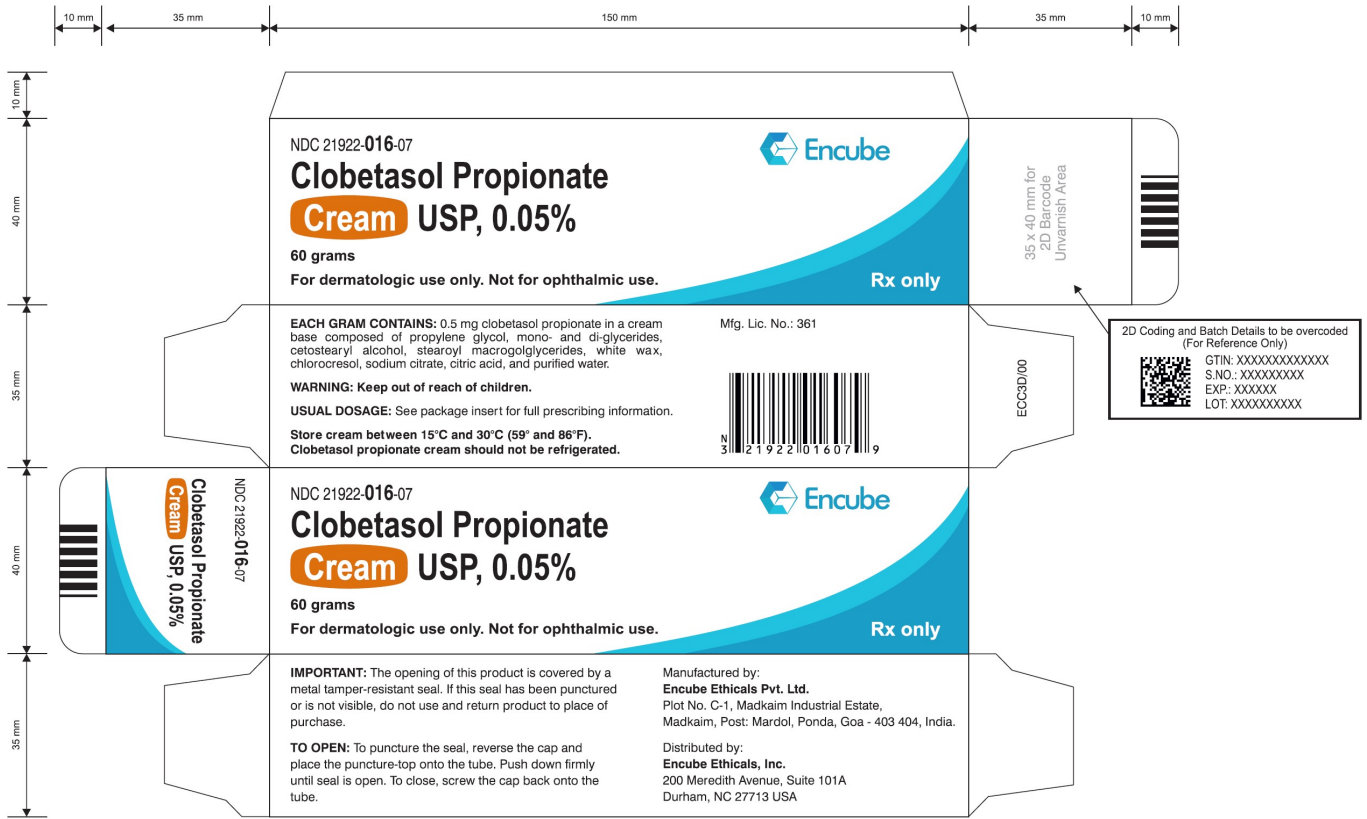 10 mm
35 mm
150 mm
35 mm
10 mm
10 mm
40 mm
35 mm
40 mm
35 mm
NDC 21922-016-07
Encube
Clobetasol Propionate
Cream USP, 0.05%
60 grams
For dermatologic use only. Not for ophthalmic use.
Rx only
35 x 40 mm for
2D Barcode
Unvarnish Area
2D Coding and Batch Details to be overcoded
(For Reference Only)
GTIN: XXXXXXXXXXXXX
S.NO.: XXXXXXXXX
EXP.: XXXXXX
LOT: XXXXXXXXXX
EACH GRAM CONTAINS: 0.5 mg clobetasol propionate in a cream
base composed of propylene glycol, mono- and di-glycerides,
cetostearyl alcohol, stearoyl macrogolglycerides, white wax,
chlorocresol, sodium citrate, citric acid, and purified water.
WARNING: Keep out of reach of children.
USUAL DOSAGE: See package insert for full prescribing information.
Store cream between 15°C and 30°C (59° and 86°F).
Clobetasol propionate cream should not be refrigerated.
Mfg. Lic. No.: 361
N
3 21922 01607 9
ECC3D/00
NDC 21922-016-07
Clobetasol Propionate
Cream USP, 0.05%
NDC 21922-016-07
Encube
Clobetasol Propionate
Cream USP, 0.05%
60 grams
For dermatologic use only. Not for ophthalmic use.
Rx only
IMPORTANT: The opening of this product is covered by a
metal tamper-resistant seal. If this seal has been punctured
or is not visible, do not use and return product to place of
purchase.
TO OPEN: To puncture the seal, reverse the cap and
place the puncture-top onto the tube. Push down firmly
until seal is open. To close, screw the cap back onto the
tube.
Manufactured by:
Encube Ethicals Pvt. Ltd.
Plot No. C-1, Madkaim Industrial Estate,
Madkaim, Post: Mardol, Ponda, Goa - 403 404, India.
Distributed by:
Encube Ethicals, Inc.
200 Meredith Avenue, Suite 101A
Durham, NC 27713 USA